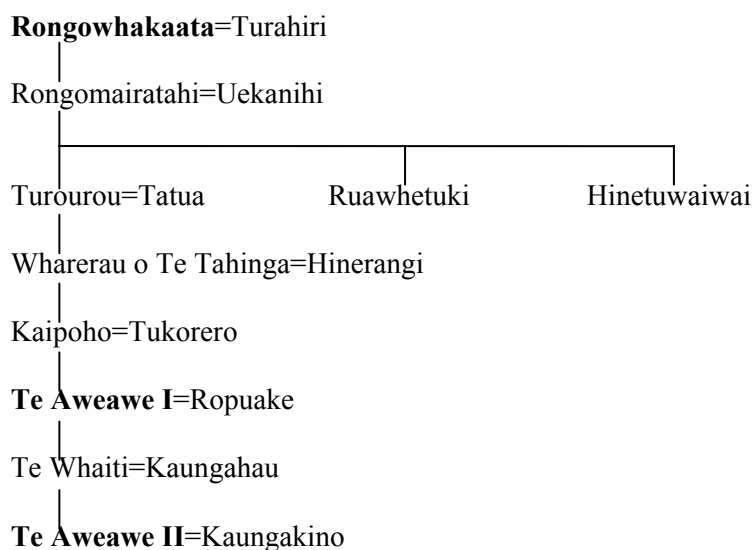 Rongowhakaata=Turahiri
Rongomairatahi=Uekanihi
Turourou=Tatua Ruawhetuki Hinetuwaiwai
Wharerau o Te Tahinga=Hinerangi
Kaipoho=Tukorero
Te Aweawe I=Ropuake
Te Whaiti=Kaungahau
Te Aweawe II=Kaungakino